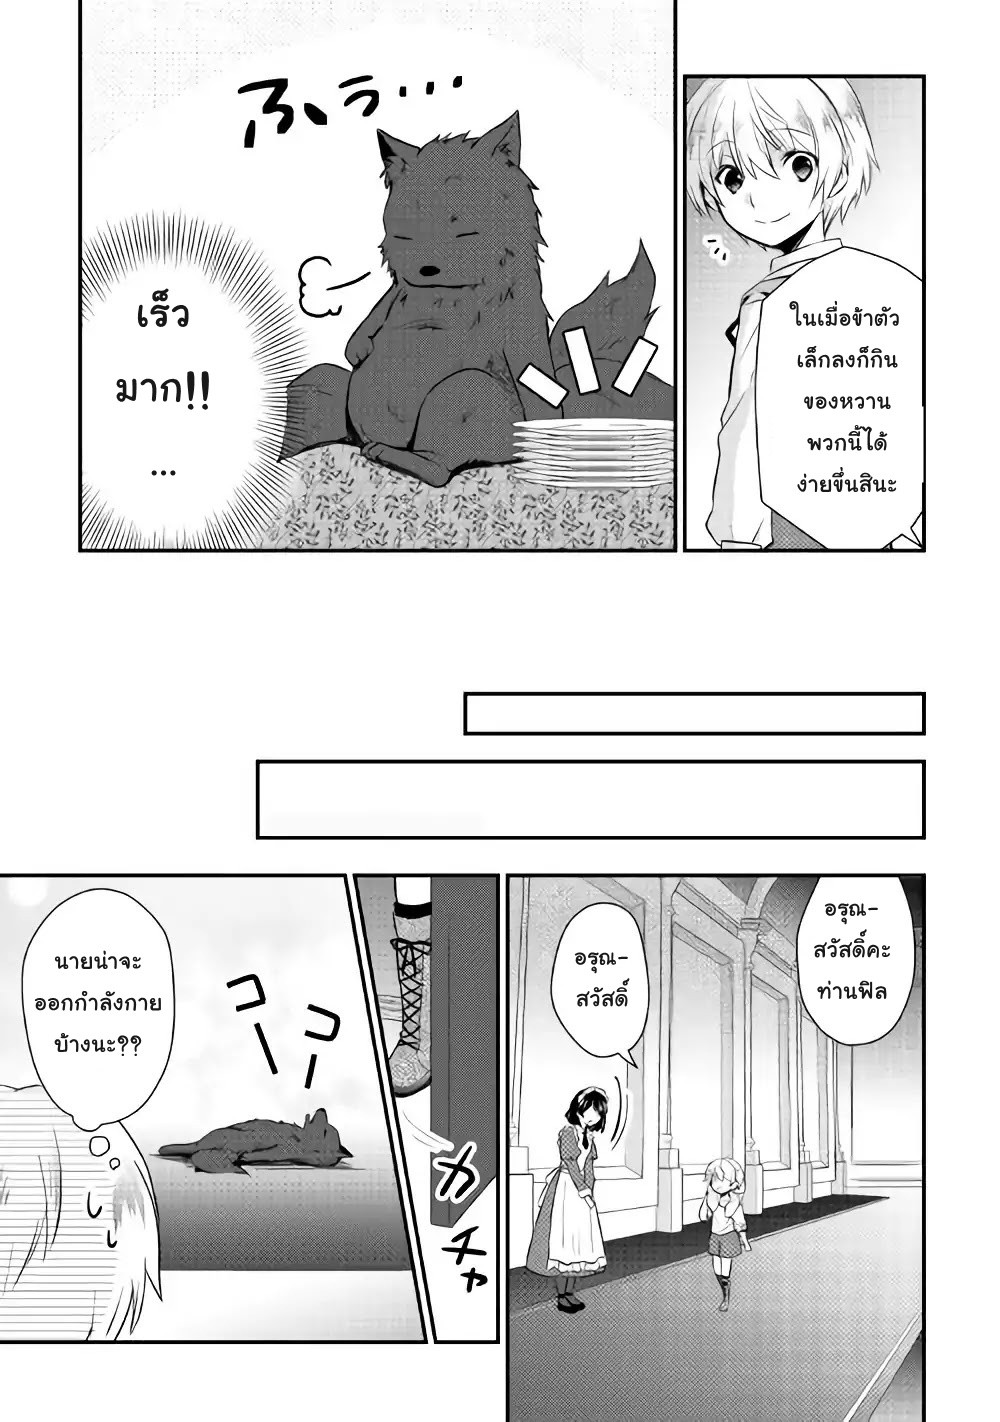 ในเมื่อข้าตัว
เล็กลงก็กิน
ของหวาน
พวกนี้ได้
ง่ายขึ่นสินะ
ふぅ...
เร็ว
มาก!!
...
อรุณ-
สวัสดิ์คะ
ท่านฟิล
อรุณ-
สวัสดิ์
カチャ
コーコー
นายน่าจะ
ออกกำลังกาย
บ้างนะ??